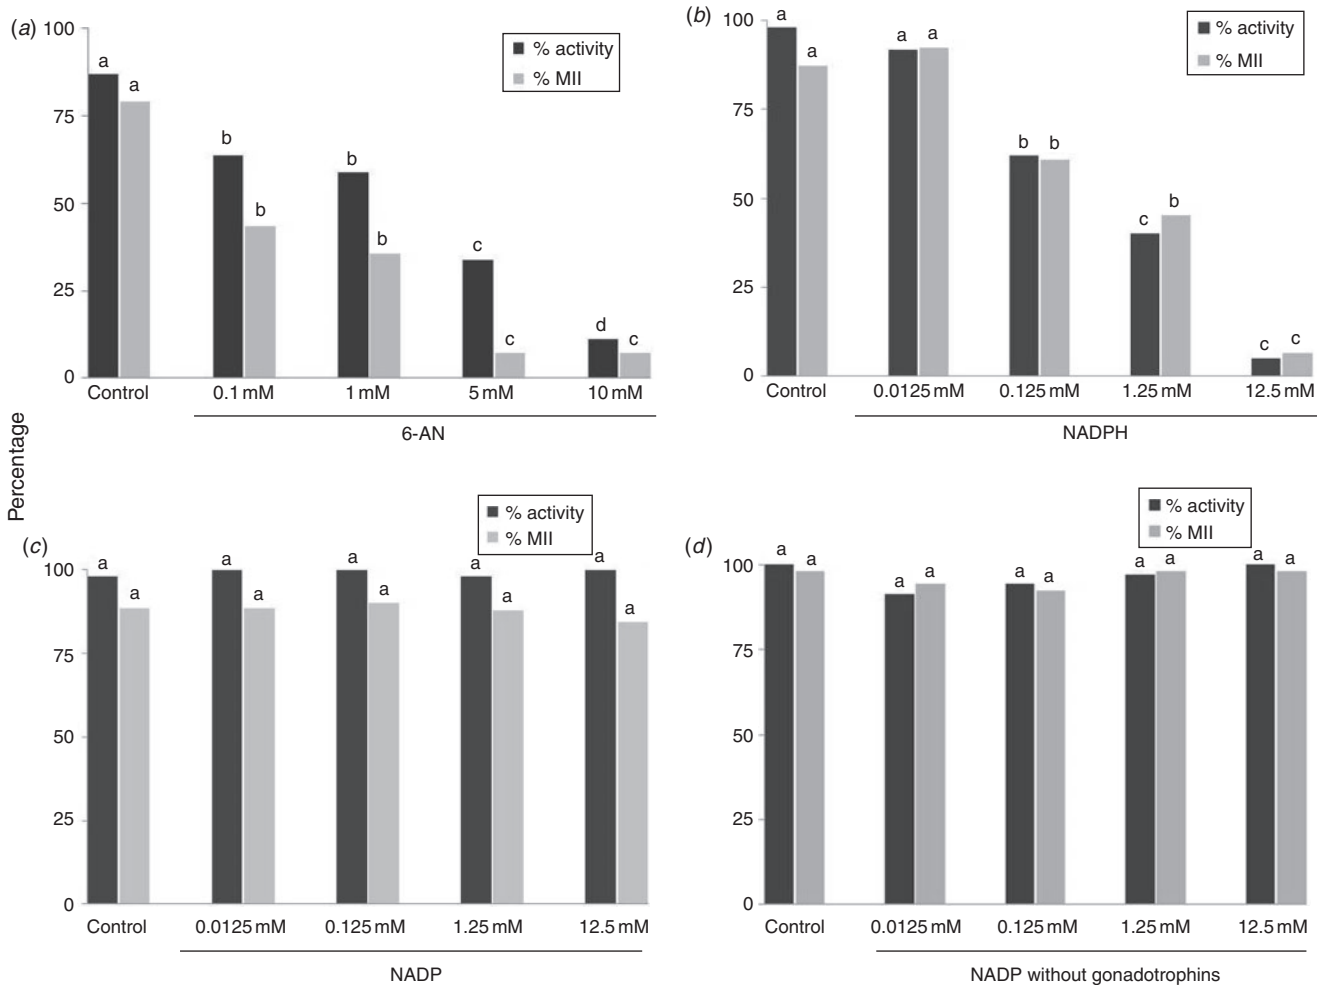 Percentage
(a)
% activity
% MII
100
75
50
25
0
a a
b b
b b
c c
d c
Control 0.1 mM 1 mM 5 mM 10 mM
6-AN
(b)
% activity
% MII
100
75
50
25
0
a a
a a
b b
c b
c c
Control 0.0125 mM 0.125 mM 1.25 mM 12.5 mM
NADPH
(c)
% activity
% MII
100
75
50
25
0
a a
a a
a a
a a
a a
Control 0.0125 mM 0.125 mM 1.25 mM 12.5 mM
NADP
(d)
% activity
% MII
100
75
50
25
0
a a
a a
a a
a a
a a
Control 0.0125 mM 0.125 mM 1.25 mM 12.5 mM
NADP without gonadotrophins